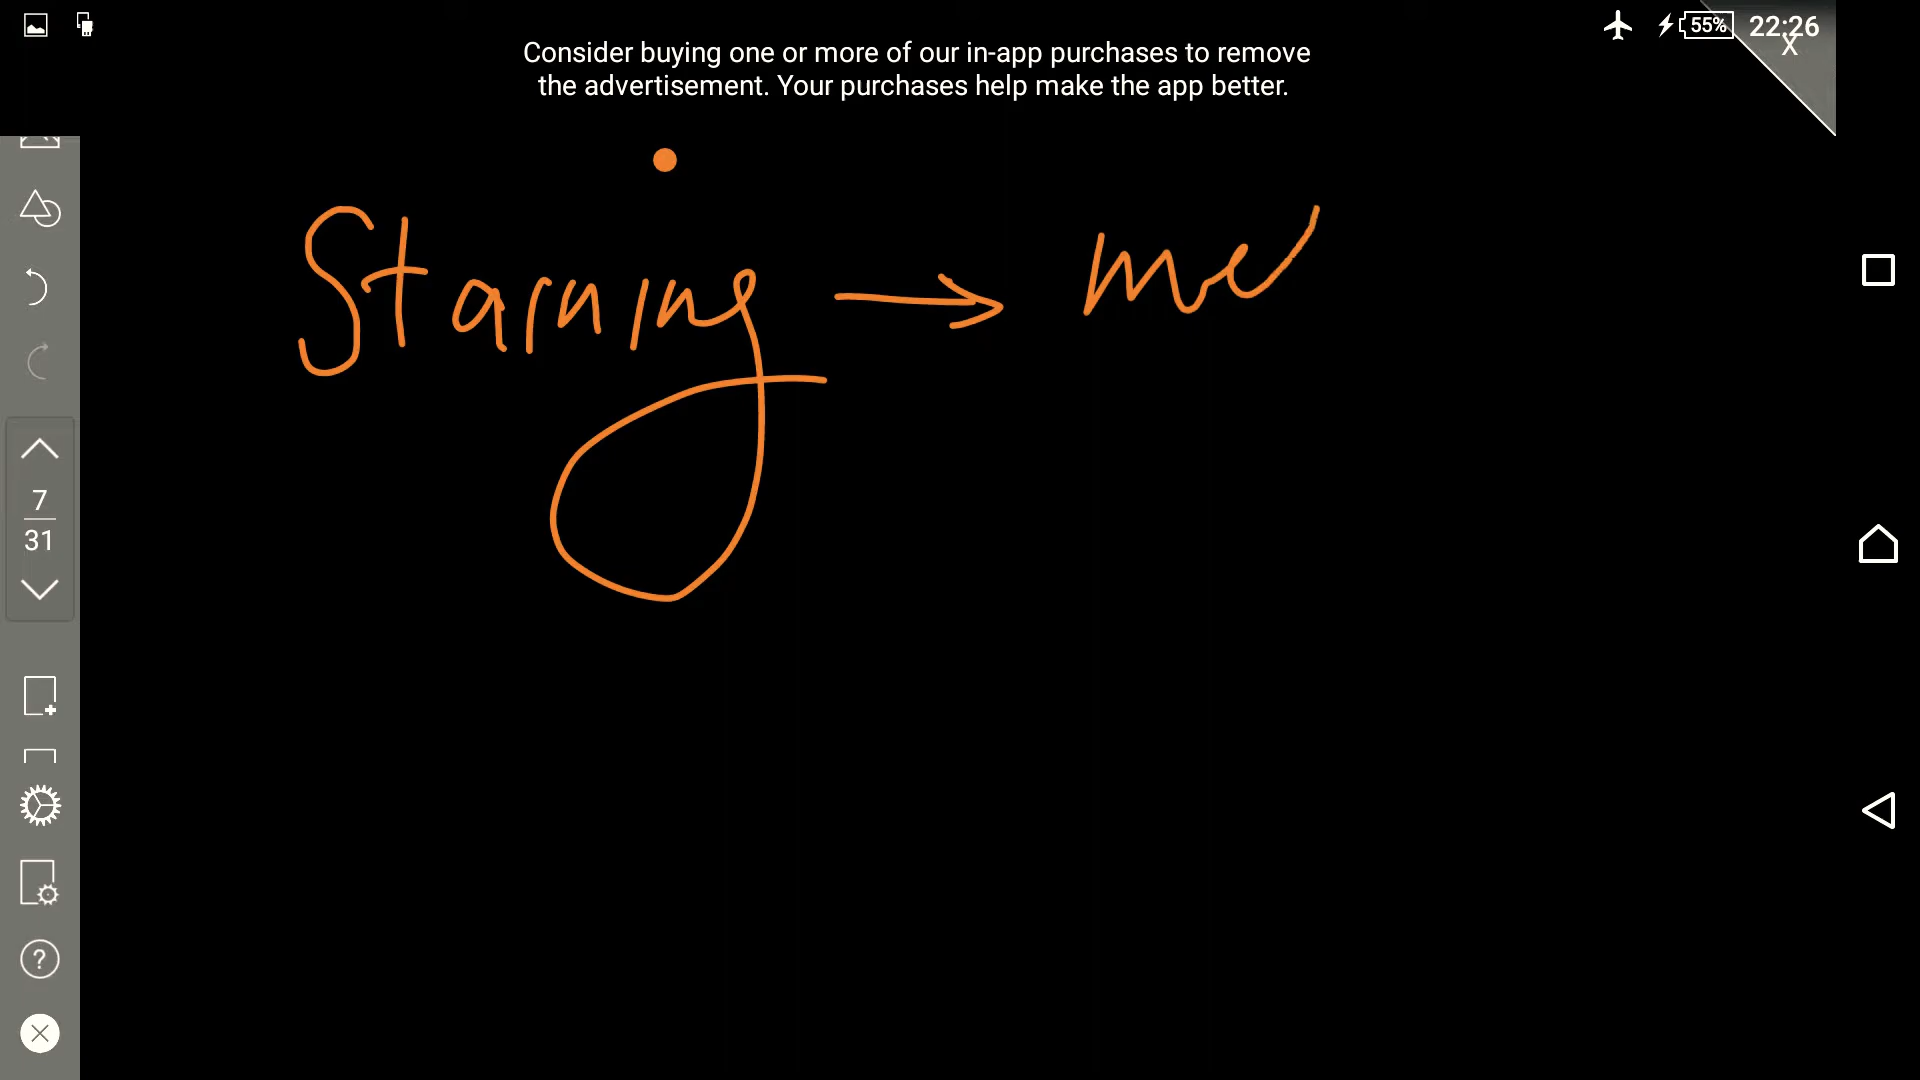 55% 22:26
X
Consider buying one or more of our in-app purchases to remove
the advertisement. Your purchases help make the app better.
Staining → me
7
31
?